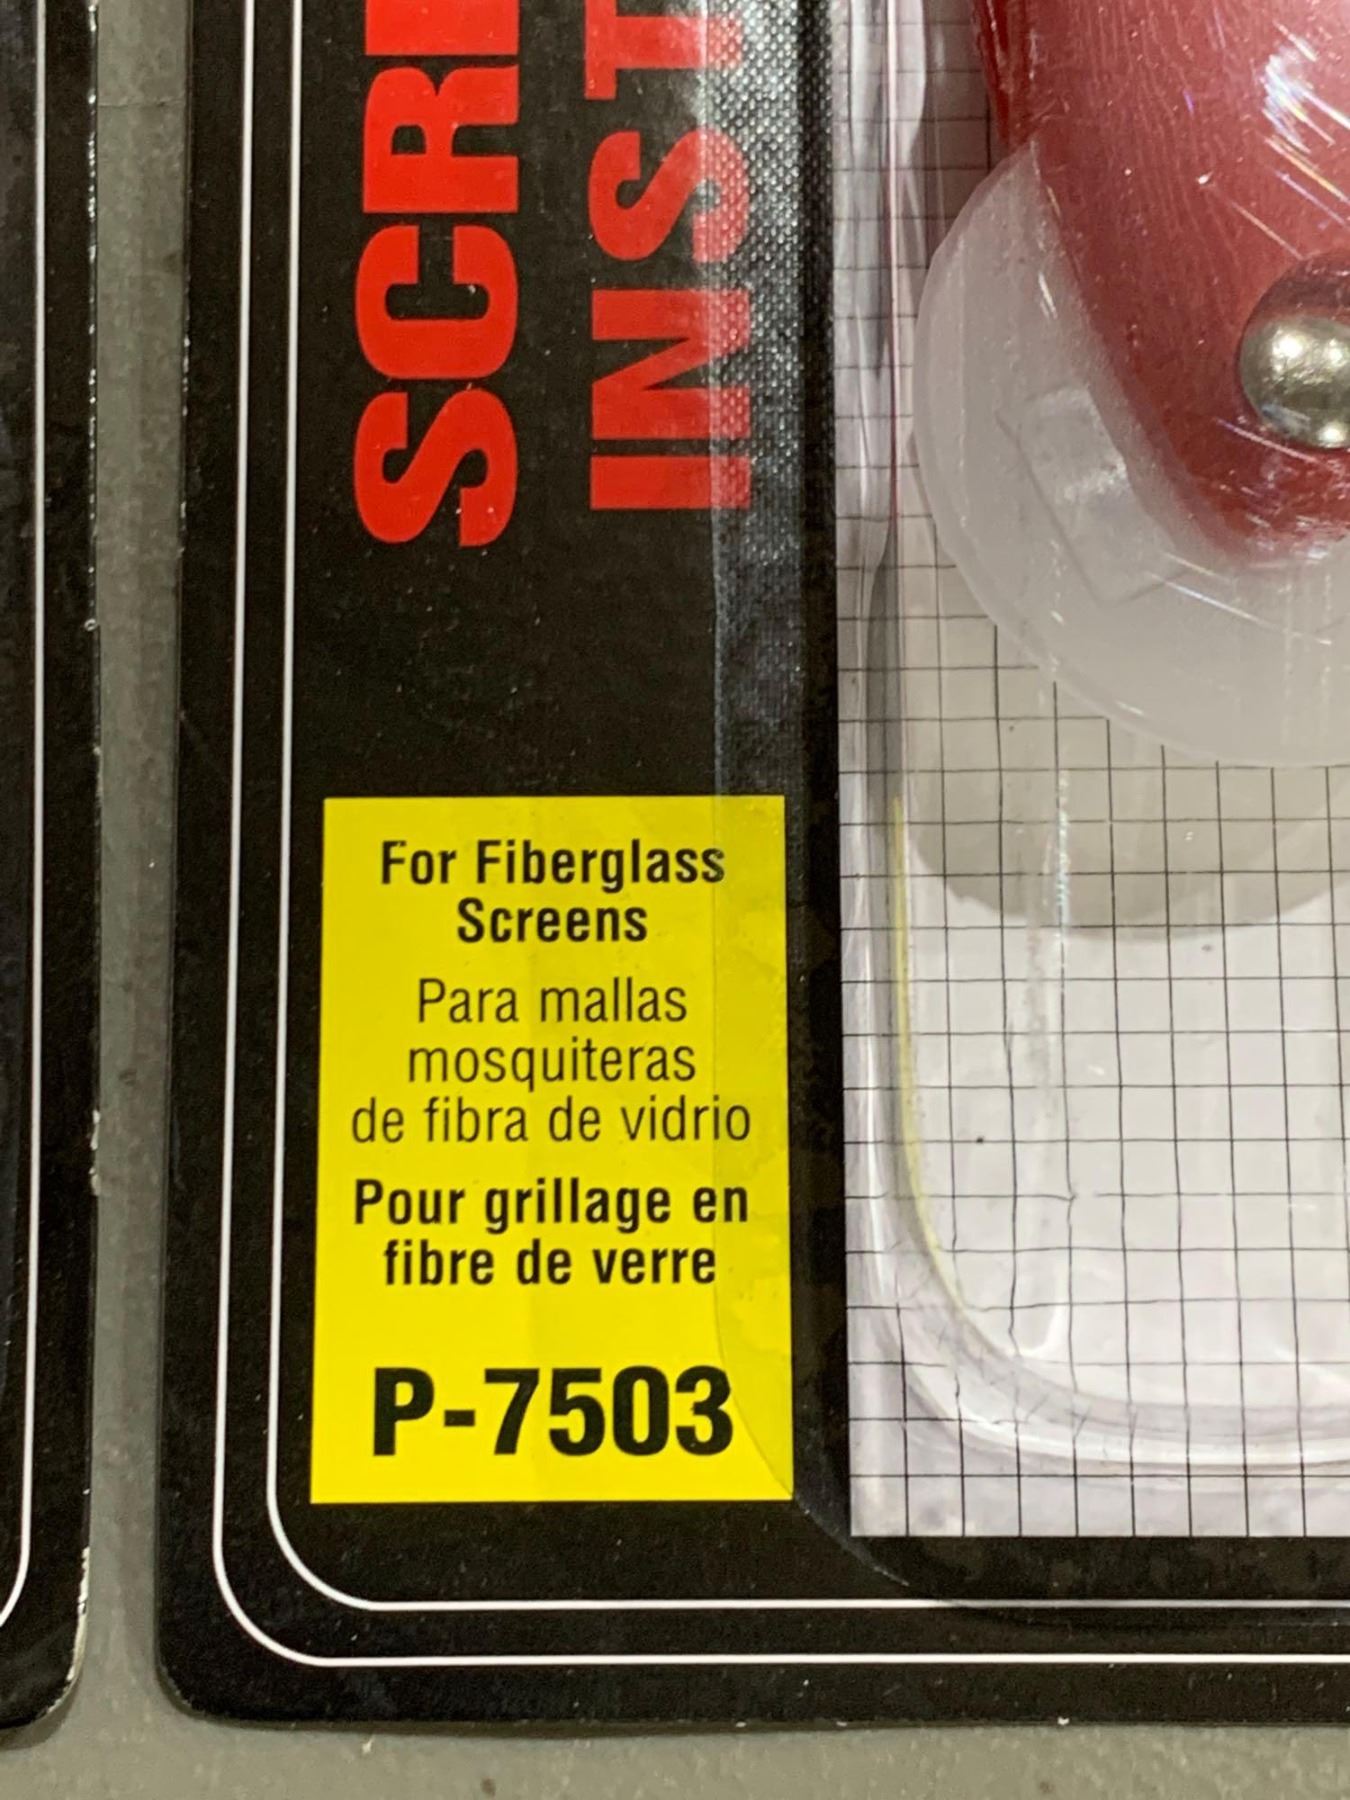 For Fiberglass
Screens
Para mallas
mosquiteras
de fibra de vidrio
Pour grillage en
fibre de verre
P-7503